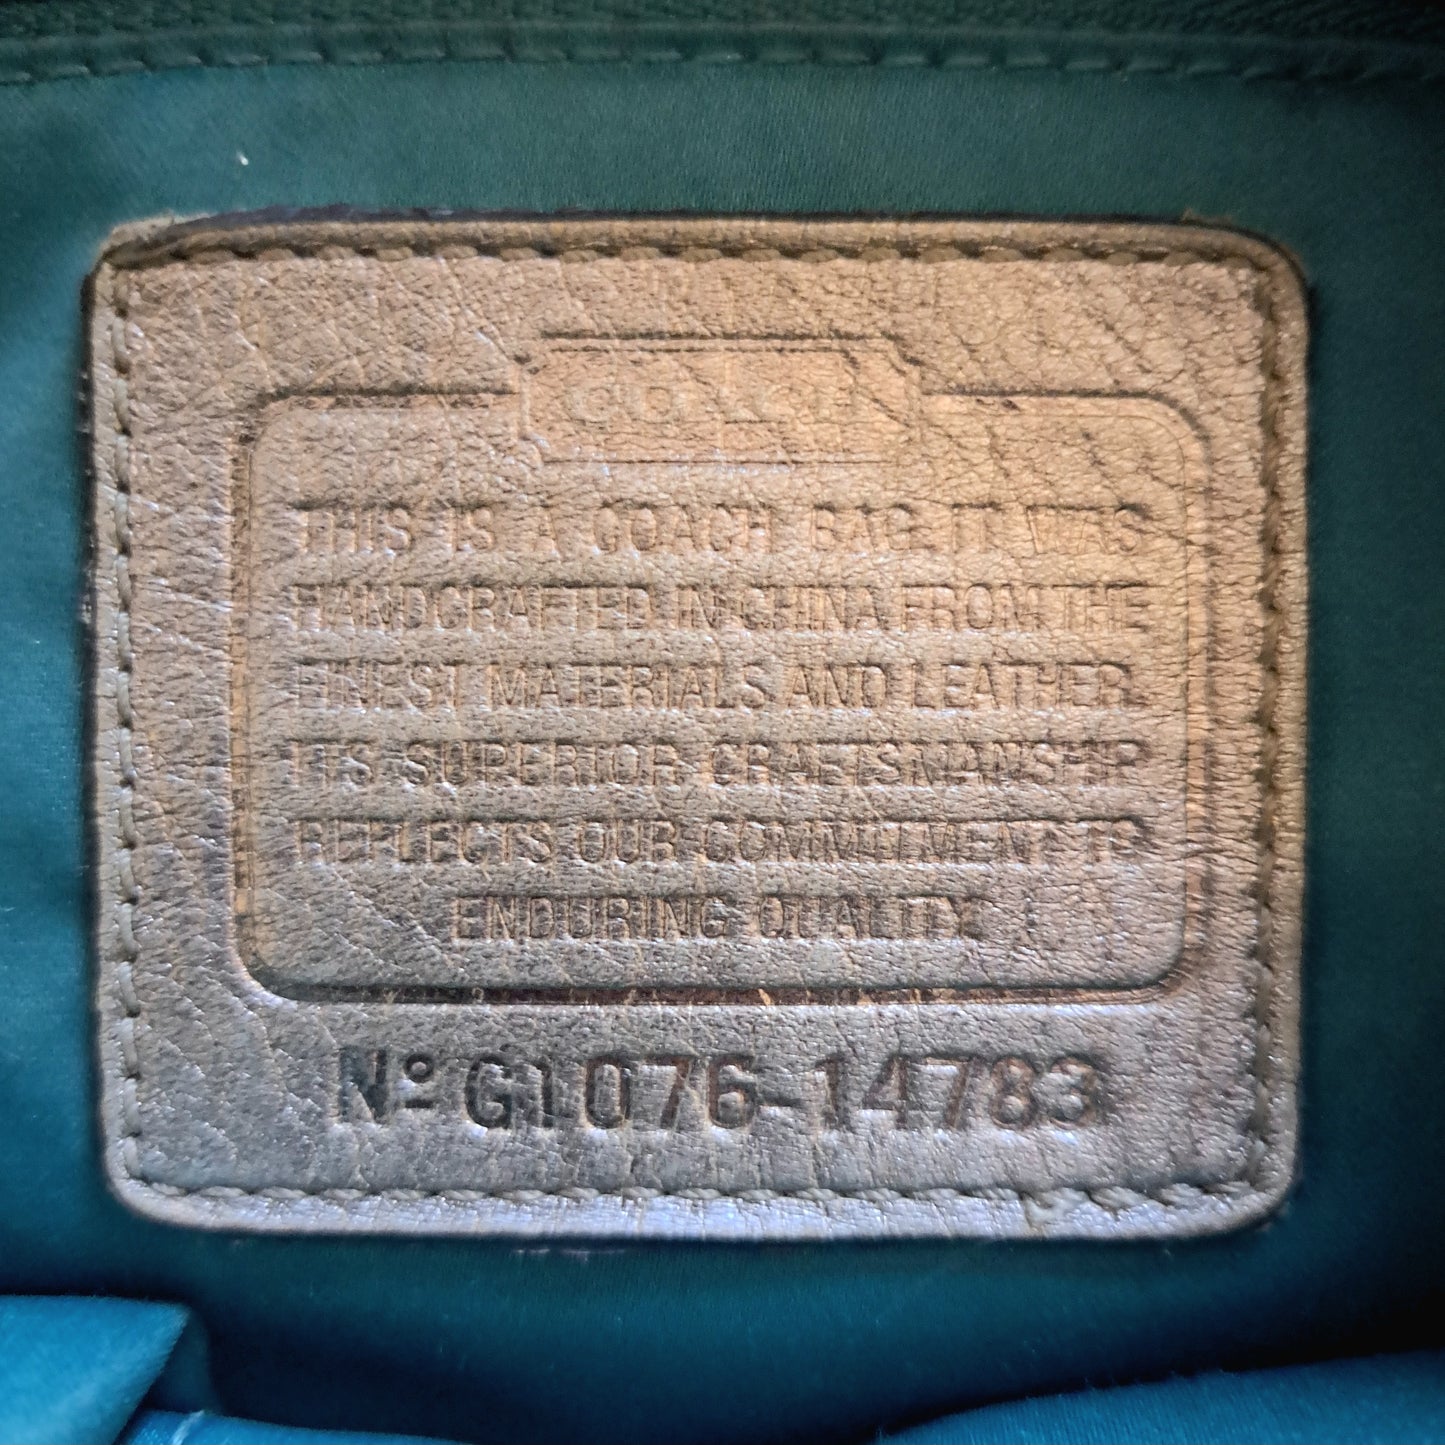 COACH
THIS IS A COACH BAG. IT WAS
HANDCRAFTED IN CHINA FROM THE
FINEST MATERIALS AND LEATHER.
ITS SUPERIOR CRAFTSMANSHIP
REFLECTS OUR COMMITMENT TO
ENDURING QUALITY.
Nº G1076-14783